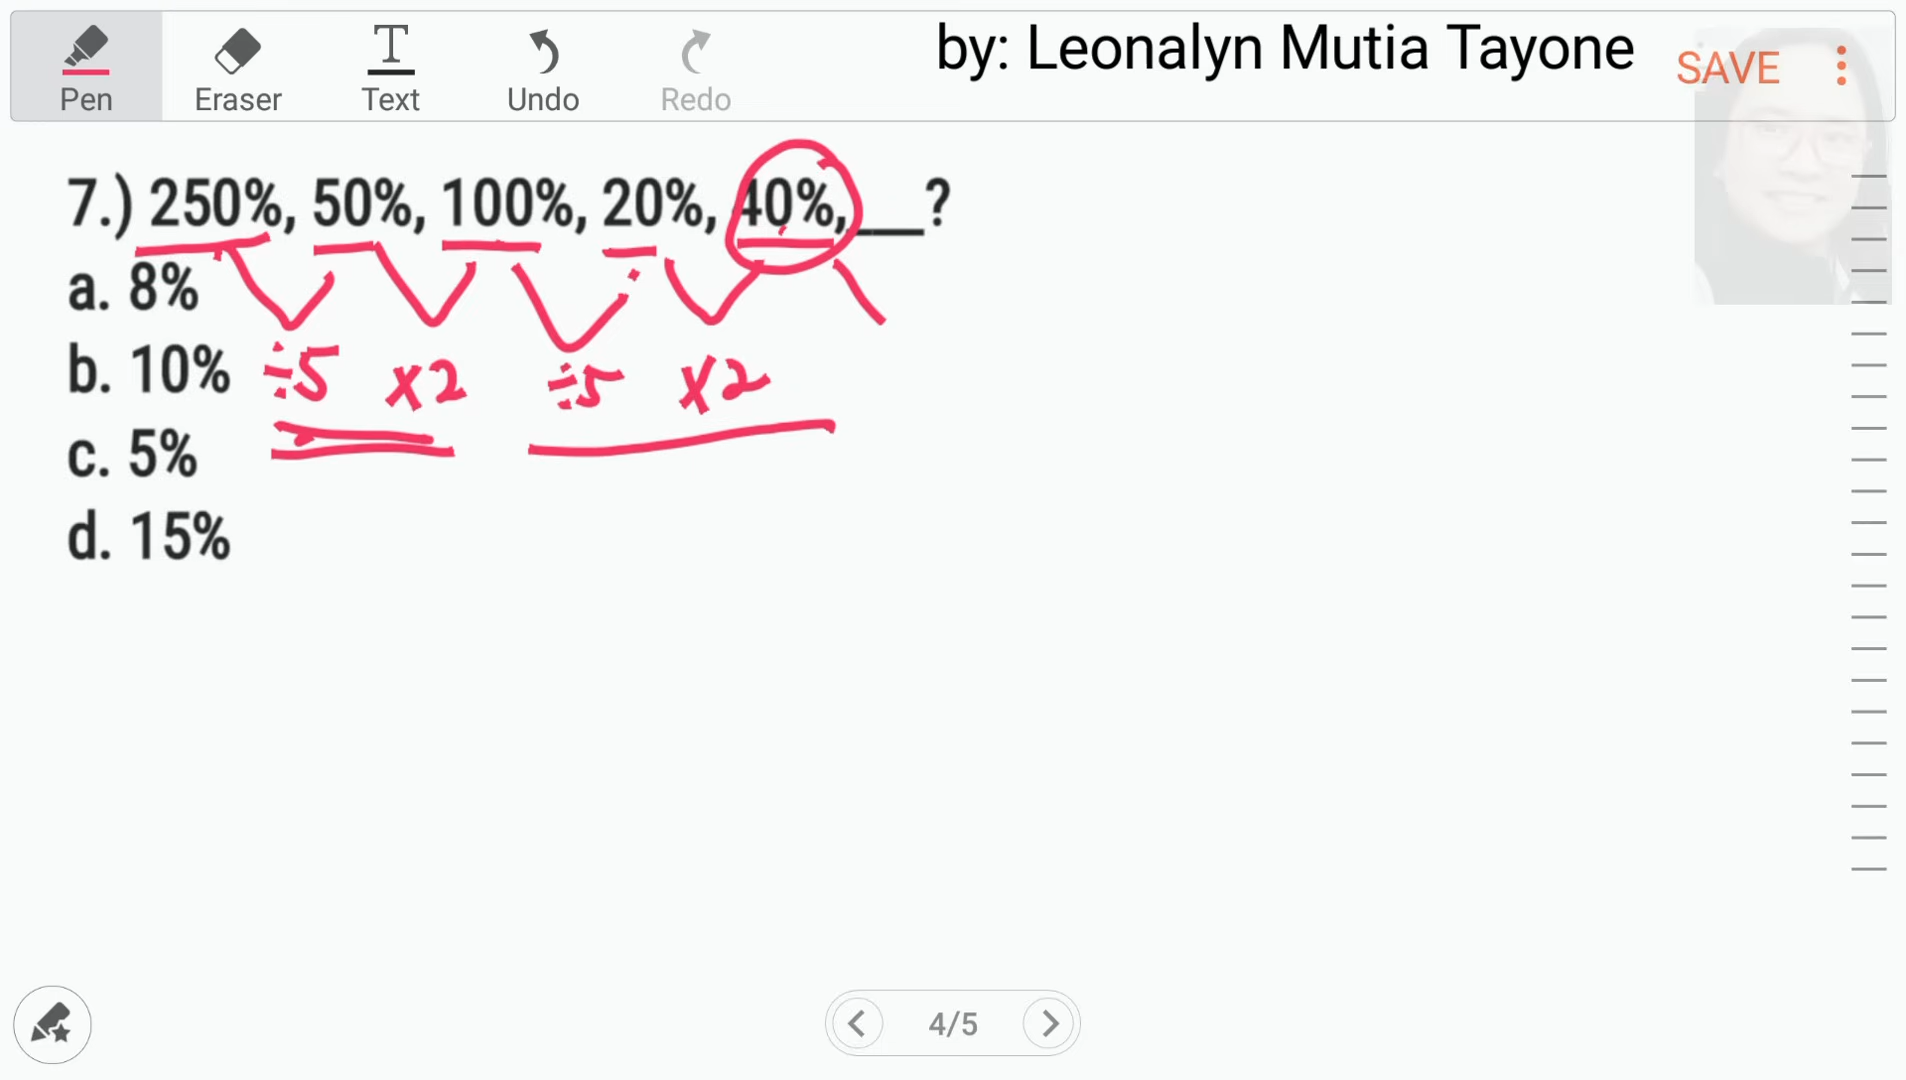 by: Leonalyn Mutia Tayone
Pen Eraser Text Undo Redo SAVE
7.) 250%, 50%, 100%, 20%, 40%,___?
a. 8%
b. 10%
÷5 x2 ÷5 x2
c. 5%
d. 15%
4/5